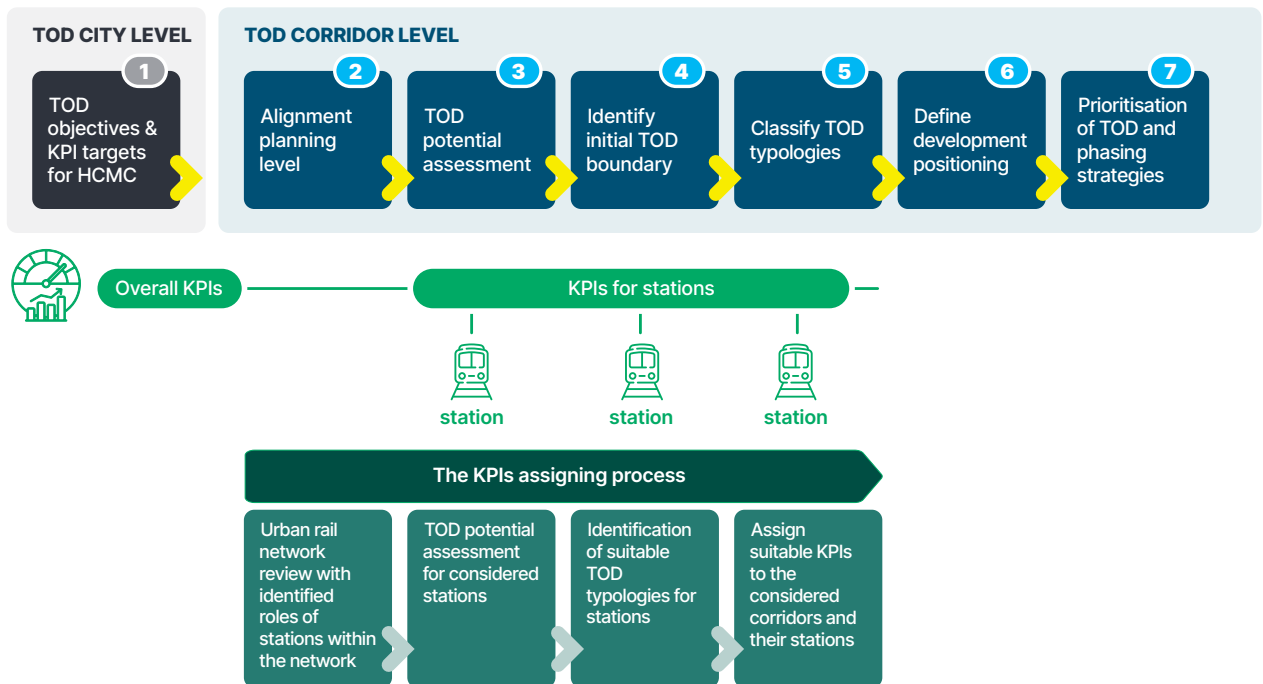 TOD CITY LEVEL
TOD CORRIDOR LEVEL
1
TOD
objectives &
KPI targets
for HCMC
2
Alignment
planning
level
3
TOD
potential
assessment
4
Identify
initial TOD
boundary
5
Classify TOD
typologies
6
Define
development
positioning
7
Prioritisation
of TOD and
phasing
strategies
Overall KPIs
KPIs for stations
station
station
station
The KPIs assigning process
Urban rail
network
review with
identified
roles of
stations within
the network
TOD potential
assessment
for considered
stations
Identification
of suitable
TOD
typologies for
stations
Assign
suitable KPIs
to the
considered
corridors and
their stations